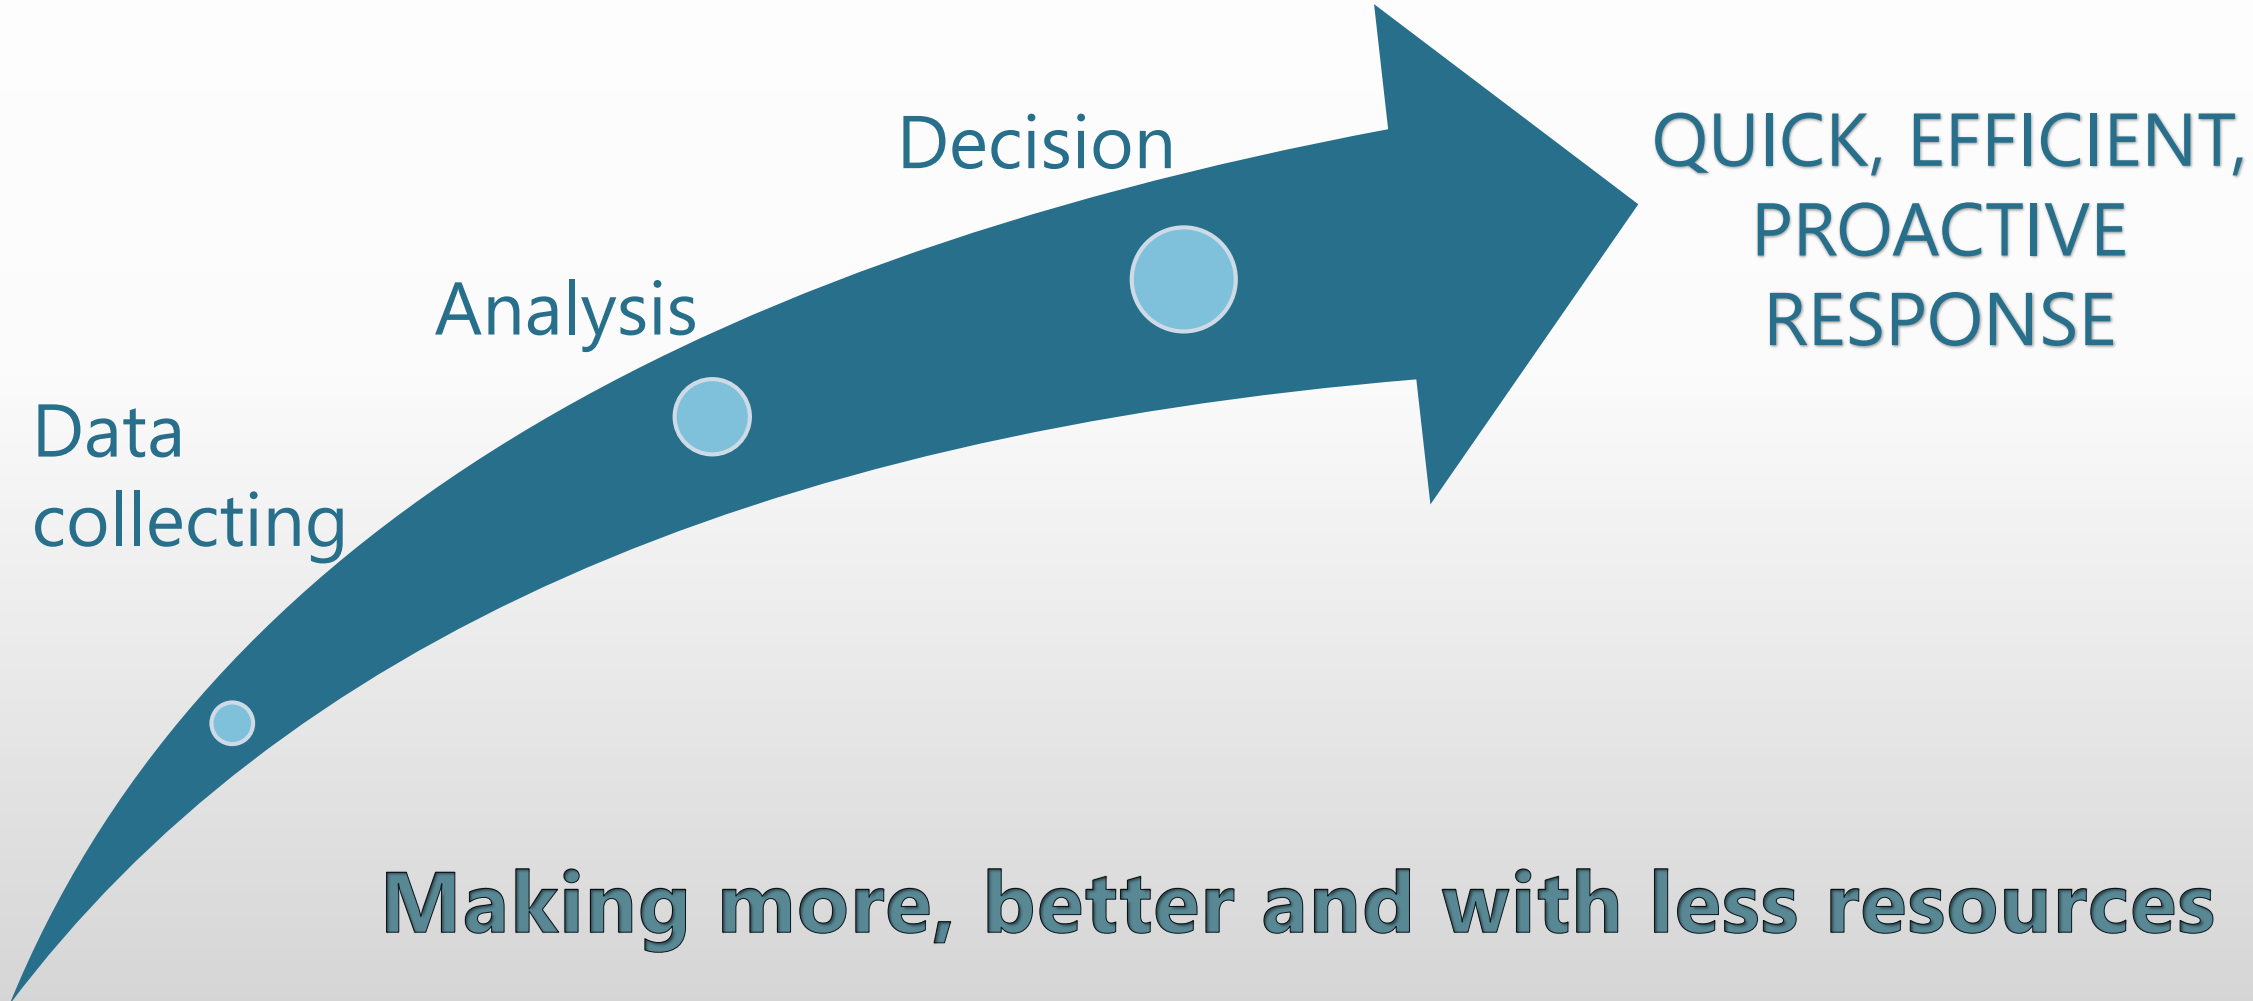 Data
collecting
Analysis
Decision
QUICK, EFFICIENT,
PROACTIVE
RESPONSE
Making more, better and with less resources